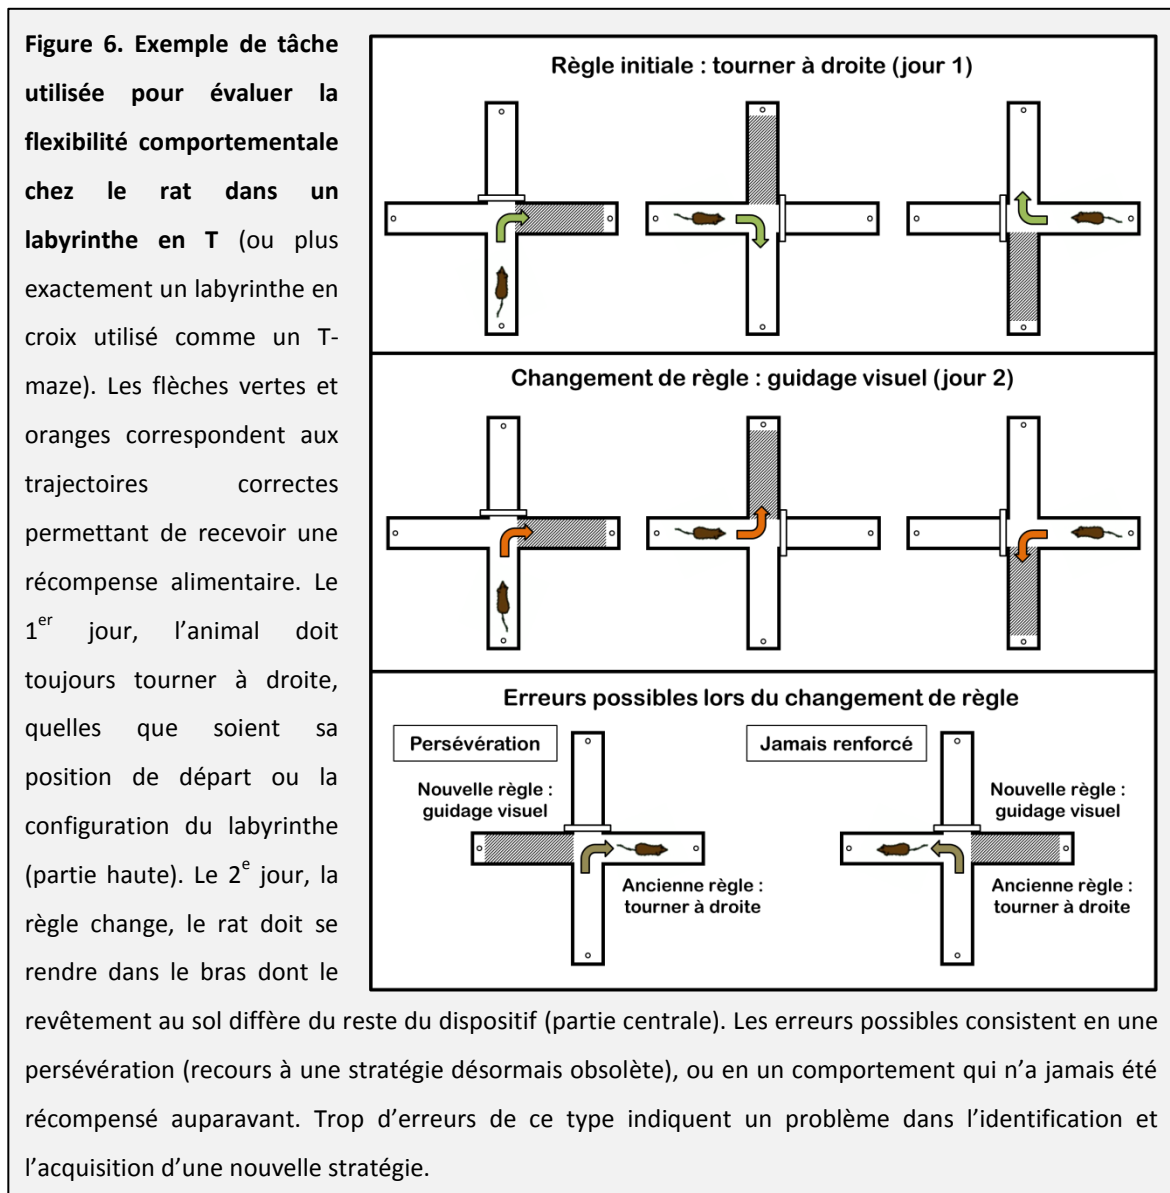 Figure 6. Exemple de tâche
utilisée pour évaluer la
flexibilité comportementale
chez le rat dans un
labyrinthe en T (ou plus
exactement un labyrinthe en
croix utilisé comme un T-
maze). Les flèches vertes et
oranges correspondent aux
trajectoires correctes
permettant de recevoir une
récompense alimentaire. Le
1er jour, l’animal doit
toujours tourner à droite,
quelles que soient sa
position de départ ou la
configuration du labyrinthe
(partie haute). Le 2e jour, la
règle change, le rat doit se
rendre dans le bras dont le
revêtement au sol diffère du reste du dispositif (partie centrale). Les erreurs possibles consistent en une
persévération (recours à une stratégie désormais obsolète), ou en un comportement qui n’a jamais été
récompensé auparavant. Trop d’erreurs de ce type indiquent un problème dans l’identification et
l’acquisition d’une nouvelle stratégie.
Règle initiale : tourner à droite (jour 1)
Changement de règle : guidage visuel (jour 2)
Erreurs possibles lors du changement de règle
Persévération
Nouvelle règle :
guidage visuel
Ancienne règle :
tourner à droite
Jamais renforcé
Nouvelle règle :
guidage visuel
Ancienne règle :
tourner à droite